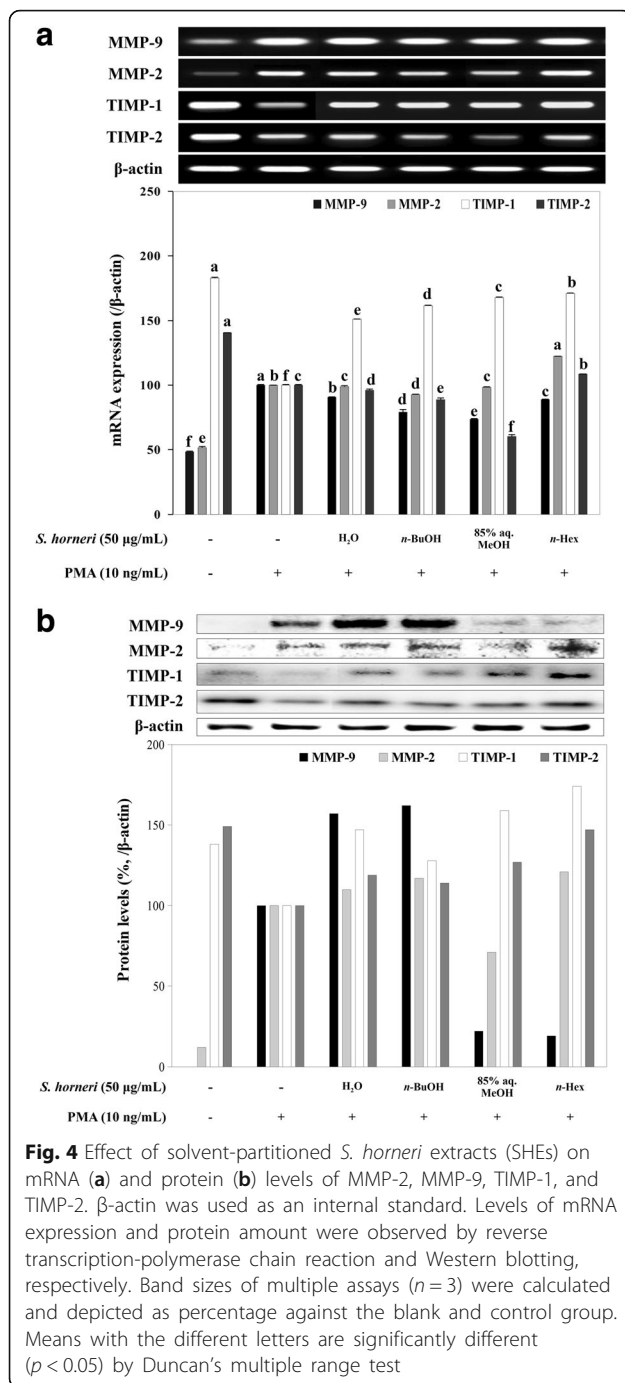 a
MMP-9
MMP-2
TIMP-1
TIMP-2
β-actin
250
200
150
100
50
0
mRNA expression (/β-actin)
MMP-9 MMP-2 TIMP-1 TIMP-2
f e a a
a b f c
b c e d
d d d e
e c c f
c a b b
S. horneri (50 μg/mL) - - H₂O n-BuOH 85% aq. MeOH n-Hex
PMA (10 ng/mL) - + + + + +
b
MMP-9
MMP-2
TIMP-1
TIMP-2
β-actin
200
150
100
50
0
Protein levels (%, /β-actin)
MMP-9 MMP-2 TIMP-1 TIMP-2
S. horneri (50 μg/mL) - - H₂O n-BuOH 85% aq. MeOH n-Hex
PMA (10 ng/mL) - + + + + +
Fig. 4 Effect of solvent-partitioned S. horneri extracts (SHEs) on
mRNA (a) and protein (b) levels of MMP-2, MMP-9, TIMP-1, and
TIMP-2. β-actin was used as an internal standard. Levels of mRNA
expression and protein amount were observed by reverse
transcription-polymerase chain reaction and Western blotting,
respectively. Band sizes of multiple assays (n = 3) were calculated
and depicted as percentage against the blank and control group.
Means with the different letters are significantly different
(p < 0.05) by Duncan's multiple range test